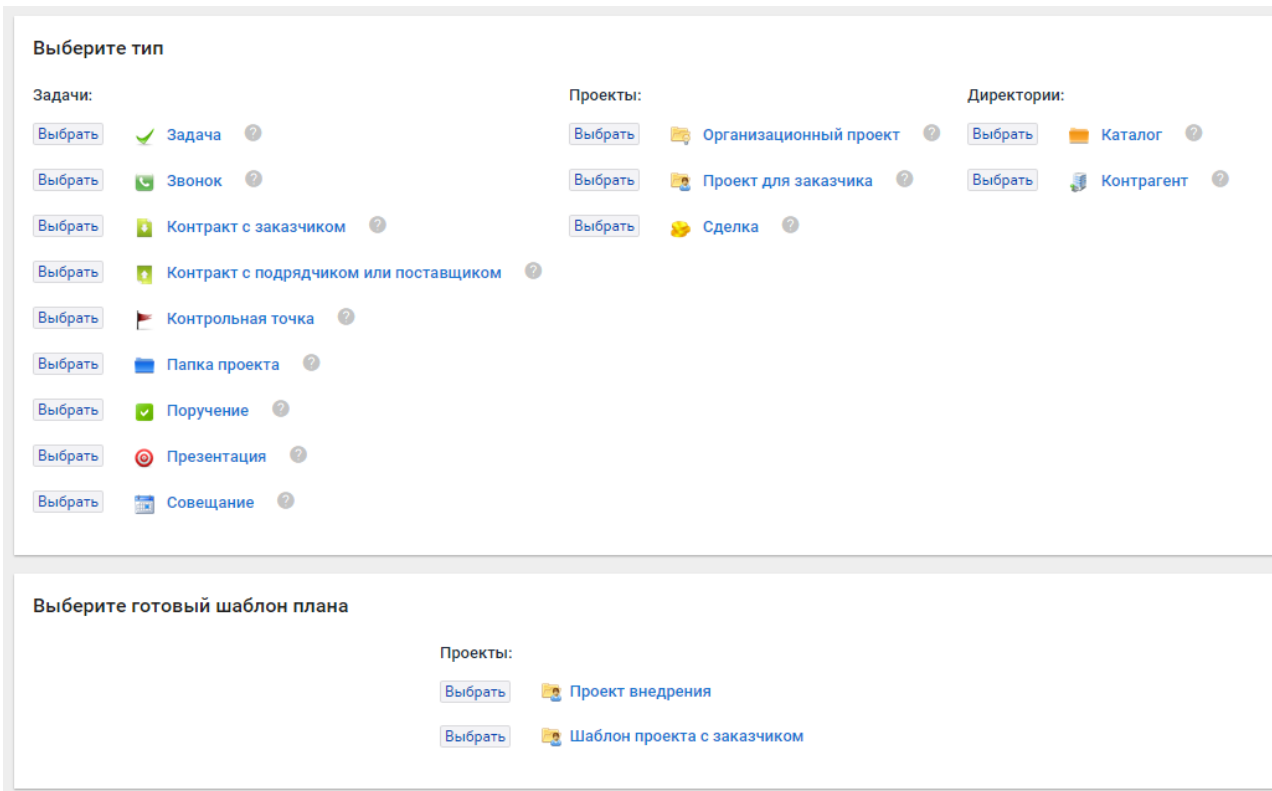 Выберите тип
Задачи:
Выбрать Задача ?
Выбрать Звонок ?
Выбрать Контракт с заказчиком ?
Выбрать Контракт с подрядчиком или поставщиком ?
Выбрать Контрольная точка ?
Выбрать Папка проекта ?
Выбрать Поручение ?
Выбрать Презентация ?
Выбрать Совещание ?
Проекты:
Выбрать Организационный проект ?
Выбрать Проект для заказчика ?
Выбрать Сделка ?
Директории:
Выбрать Каталог ?
Выбрать Контрагент ?
Выберите готовый шаблон плана
Проекты:
Выбрать Проект внедрения
Выбрать Шаблон проекта с заказчиком